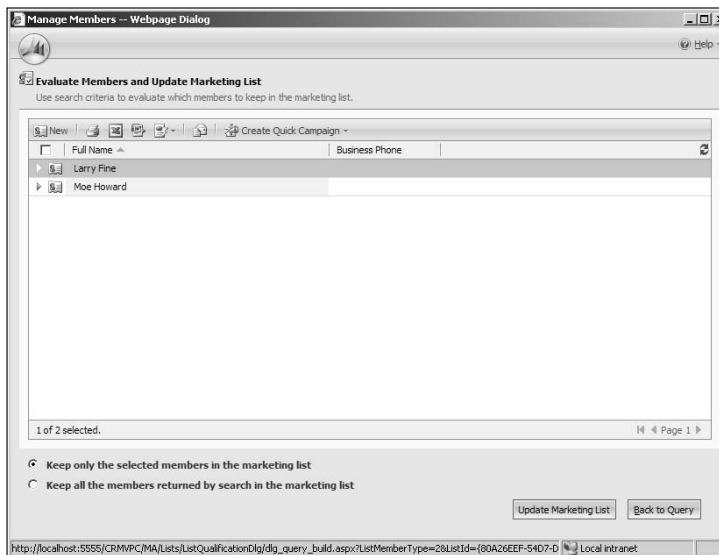 Manage Members -- Webpage Dialog
Help
Evaluate Members and Update Marketing List
Use search criteria to evaluate which members to keep in the marketing list.
New Create Quick Campaign
Full Name Business Phone
Larry Fine
Moe Howard
1 of 2 selected. Page 1
Keep only the selected members in the marketing list
Keep all the members returned by search in the marketing list
Update Marketing List Back to Query
http://localhost:5555/CRMVPC/MA/Lists/ListQualificationDlg/dlg_query_build.aspx?ListMemberType=2&ListId={80A26EEF-54D7-D Local intranet